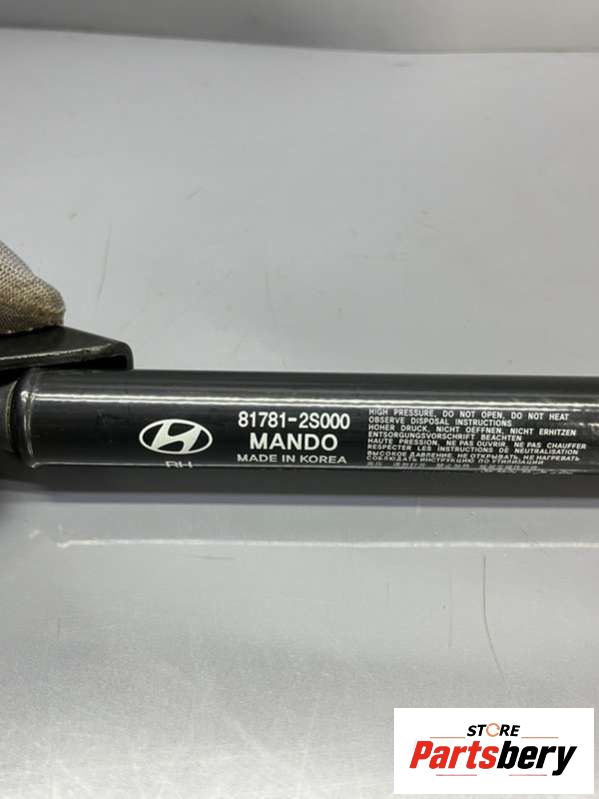 81781-2S000
MANDO
MADE IN KOREA
RH
HIGH PRESSURE, DO NOT OPEN, DO NOT HEAT
OBSERVE DISPOSAL INSTRUCTIONS
HOHER DRUCK, NICHT OEFFNEN, NICHT ERHITZEN
ENTSORGUNGSVORSCHRIFT BEACHTEN
HAUTE PRESSION, NE PAS OUVRIR, NE PAS CHAUFFER
RESPECTER LES INSTRUCTIONS DE NEUTRALISATION
ВЫСОКОЕ ДАВЛЕНИЕ, НЕ ОТКРЫВАТЬ, НЕ НАГРЕВАТЬ
СОБЛЮДАТЬ ИНСТРУКЦИЮ ПО УТИЛИЗАЦИИ
STORE
Partsbery